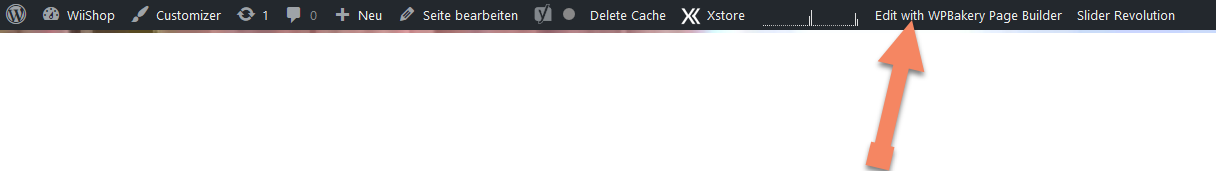 WiiShop Customizer 1 0 Neu Seite bearbeiten Delete Cache Xstore Edit with WPBakery Page Builder Slider Revolution